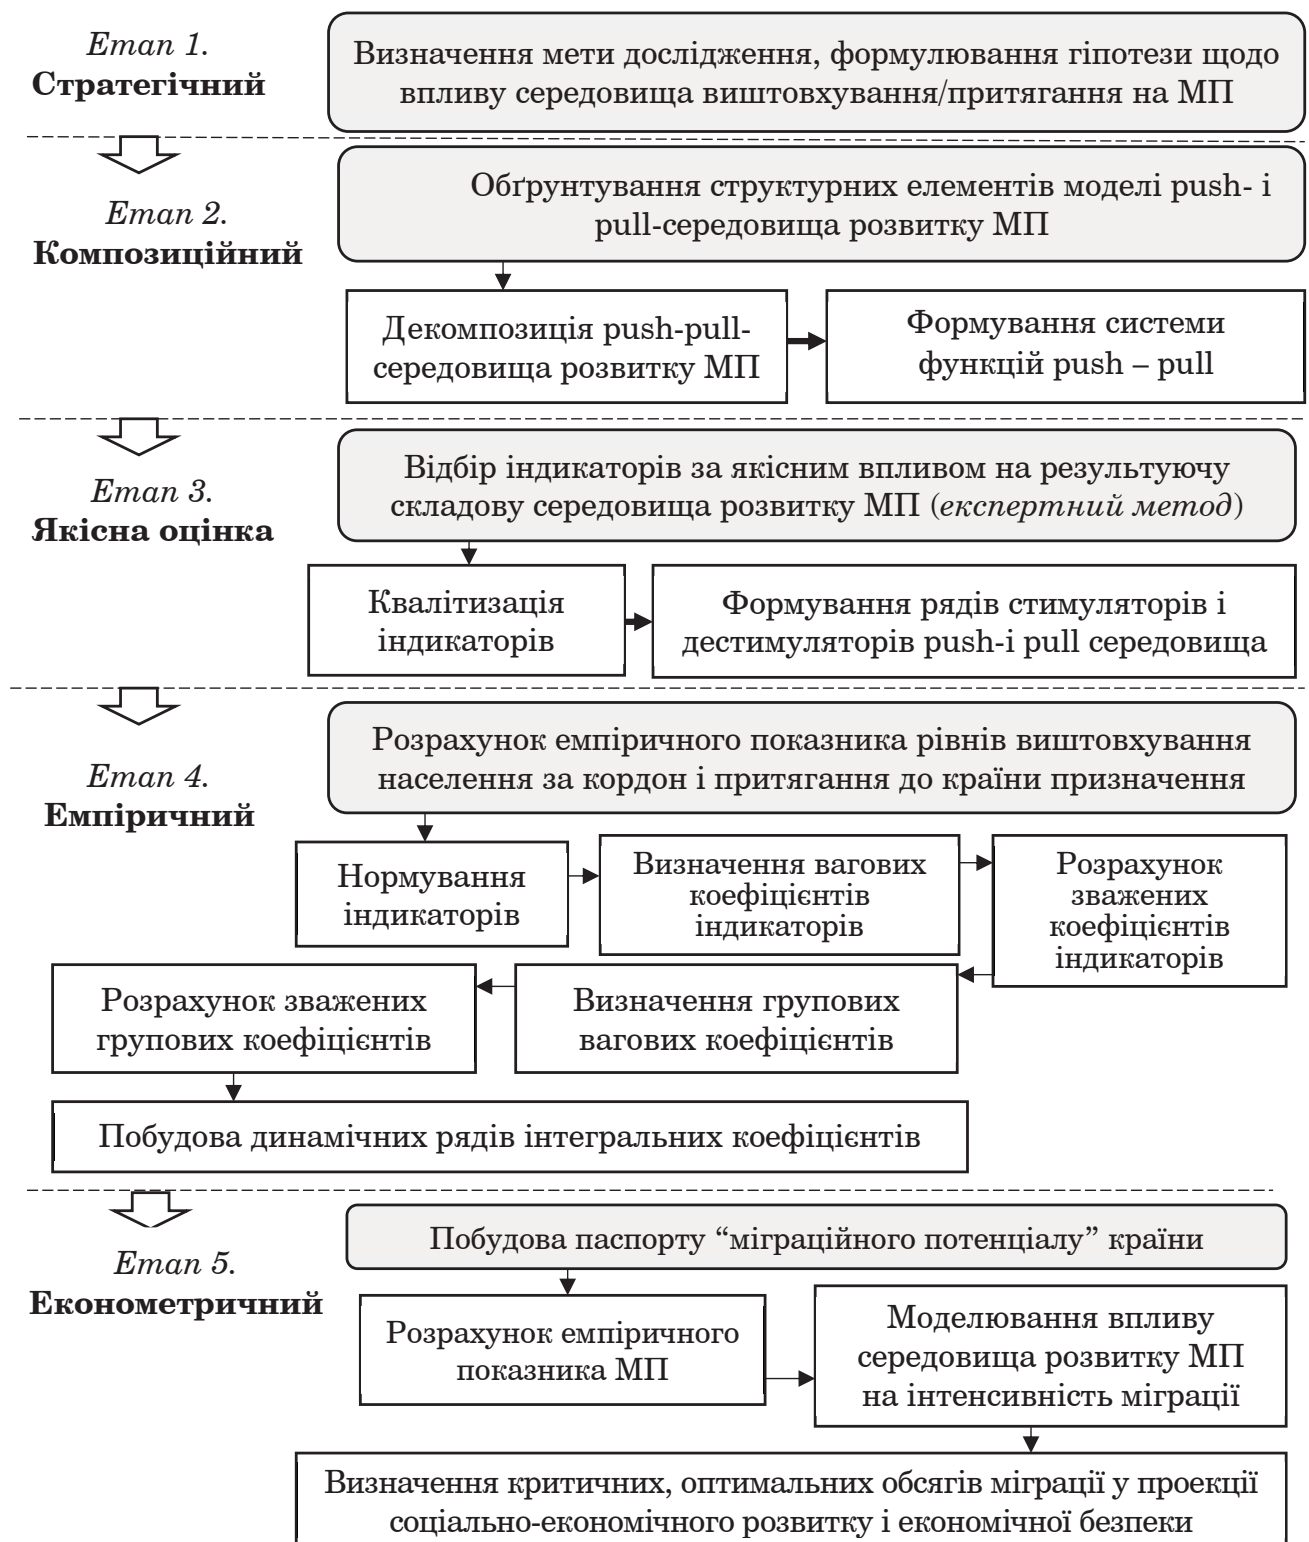 Етап 1.
Стратегічний
Визначення мети дослідження, формулювання гіпотези щодо
впливу середовища виштовхування/притягання на МП
Етап 2.
Композиційний
Обґрунтування структурних елементів моделі push- і
pull-середовища розвитку МП
Декомпозиція push-pull-
середовища розвитку МП
Формування системи
функцій push – pull
Етап 3.
Якісна оцінка
Відбір індикаторів за якісним впливом на результуючу
складову середовища розвитку МП (експертний метод)
Квалітизація
індикаторів
Формування рядів стимуляторів і
дестимуляторів push-і pull середовища
Етап 4.
Емпіричний
Розрахунок емпіричного показника рівнів виштовхування
населення за кордон і притягання до країни призначення
Нормування
індикаторів
Визначення вагових
коефіцієнтів
індикаторів
Розрахунок
зважених
коефіцієнтів
індикаторів
Розрахунок зважених
групових коефіцієнтів
Визначення групових
вагових коефіцієнтів
Побудова динамічних рядів інтегральних коефіцієнтів
Етап 5.
Економетричний
Побудова паспорту “міграційного потенціалу” країни
Розрахунок емпіричного
показника МП
Моделювання впливу
середовища розвитку МП
на інтенсивність міграції
Визначення критичних, оптимальних обсягів міграції у проекції
соціально-економічного розвитку і економічної безпеки